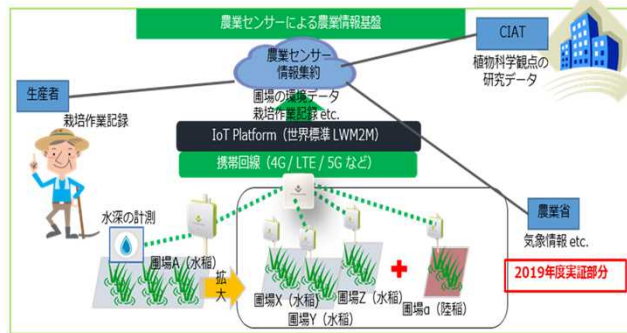 農業センサーによる農業情報基盤
CIAT
植物科学観点の
研究データ
農業センサー
情報集約
生産者
栽培作業記録
圃場の環境データ
栽培作業記録 etc.
IoT Platform（世界標準 LWM2M）
携帯回線（4G / LTE / 5G など）
農業省
気象情報 etc.
水深の計測
圃場A（水稲）
拡大
圃場X（水稲）
圃場Y（水稲）
圃場Z（水稲）
圃場α（陸稲）
2019年度実証部分